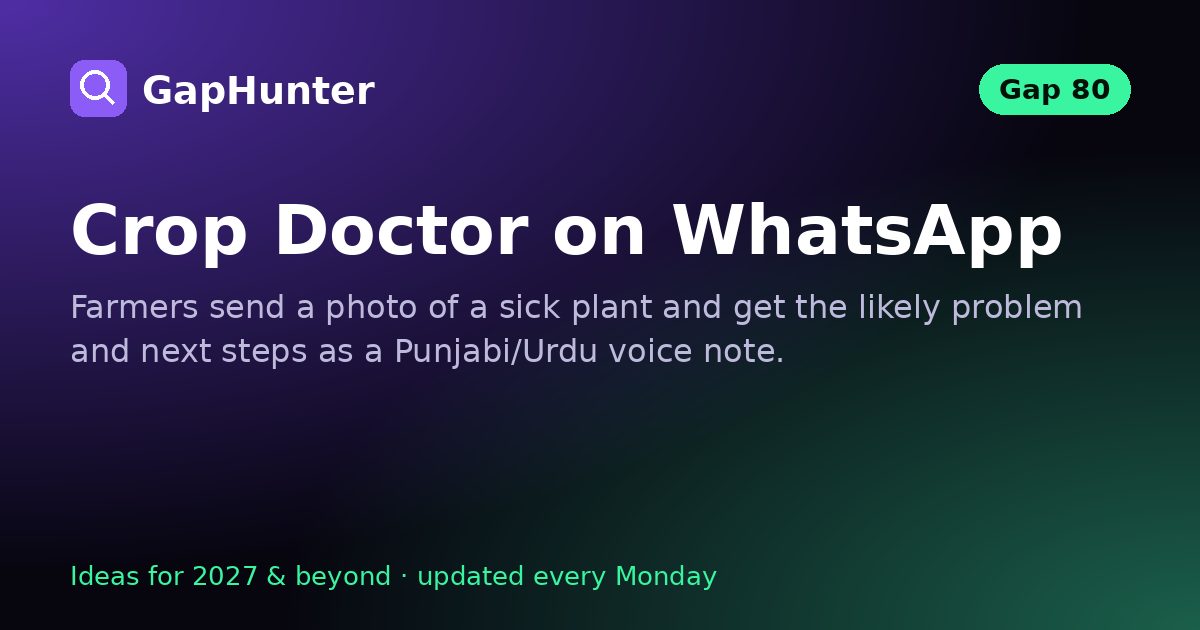 GapHunter
Gap 80
Crop Doctor on WhatsApp
Farmers send a photo of a sick plant and get the likely problem
and next steps as a Punjabi/Urdu voice note.
Ideas for 2027 & beyond · updated every Monday